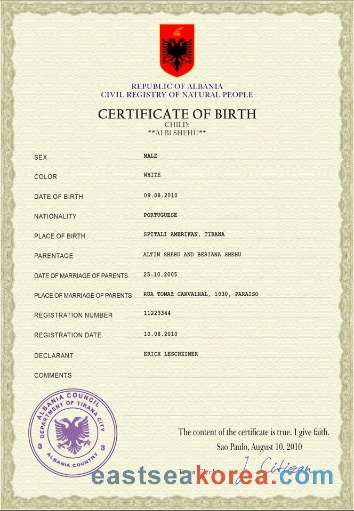 REPUBLIC OF ALBANIA
CIVIL REGISTRY OF NATURAL PEOPLE
CERTIFICATE OF BIRTH
CHILD:
**ALBI SHEHU**
SEX MALE
COLOR WHITE
DATE OF BIRTH 09.08.2010
NATIONALITY PORTUGUESE
PLACE OF BIRTH SPITALI AMERIKAN, TIRANA
PARENTAGE ALTIN SHEHU AND BESIANA SHEHU
DATE OF MARRIAGE OF PARENTS 25.10.2005
PLACE OF MARRIAGE OF PARENTS RUA TOMAZ CARVALHAL, 1030, PARAISO
REGISTRATION NUMBER 11223344
REGISTRATION DATE 10.08.2010
DECLARANT ERICH LESCHZIMER
COMMENTS
ALBANIA COUNCIL
DEPARTMENT OF TIRANA CITY
ALBANIA COUNTRY
The content of the certificate is true. I give faith.
Sao Paulo, August 10, 2010
J. Citizen
eastseakorea.com